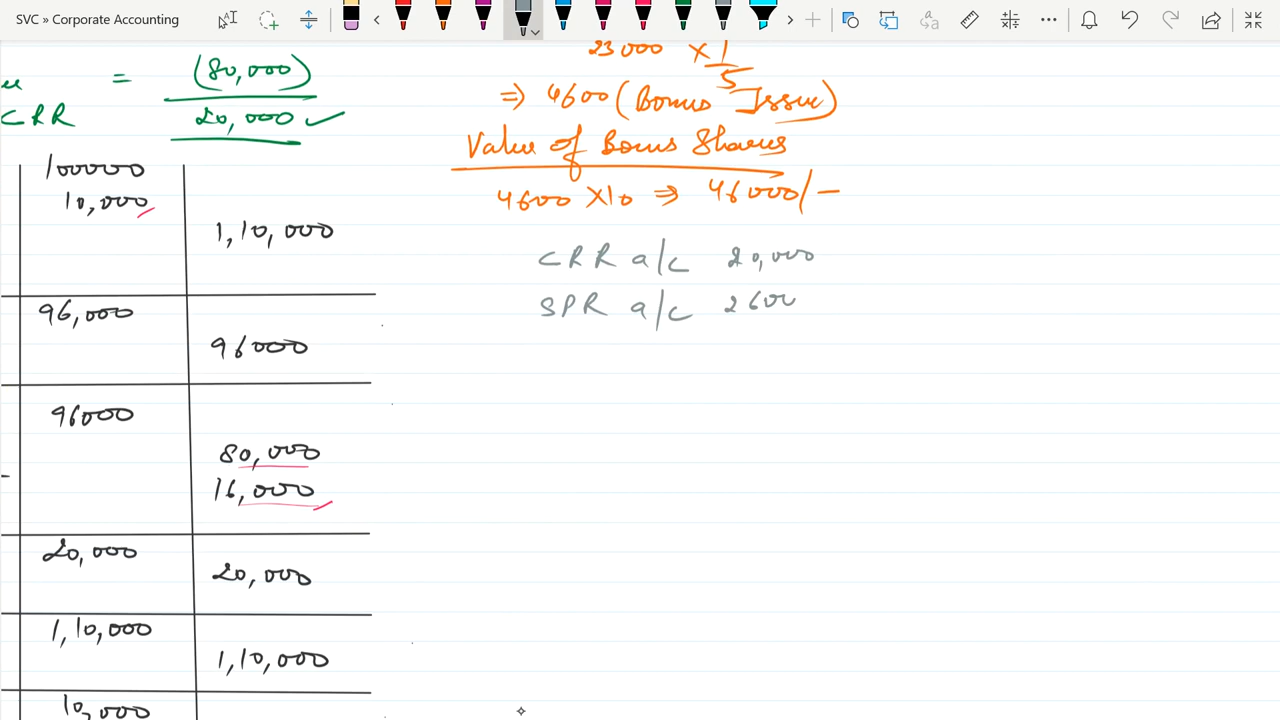 SVC » Corporate Accounting
23000 × 1/5
= (80,000)
⇒ 4600 (Bonus Issue)
CRR 20,000 ✓
Value of Bonus Shares
4600 × 10 ⇒ 46000/-
100000
10,000
1,10,000
CRR a/c 20,000
SPR a/c 2600
96,000
96000
96000
80,000
16,000
20,000
20,000
1,10,000
1,10,000
10,000